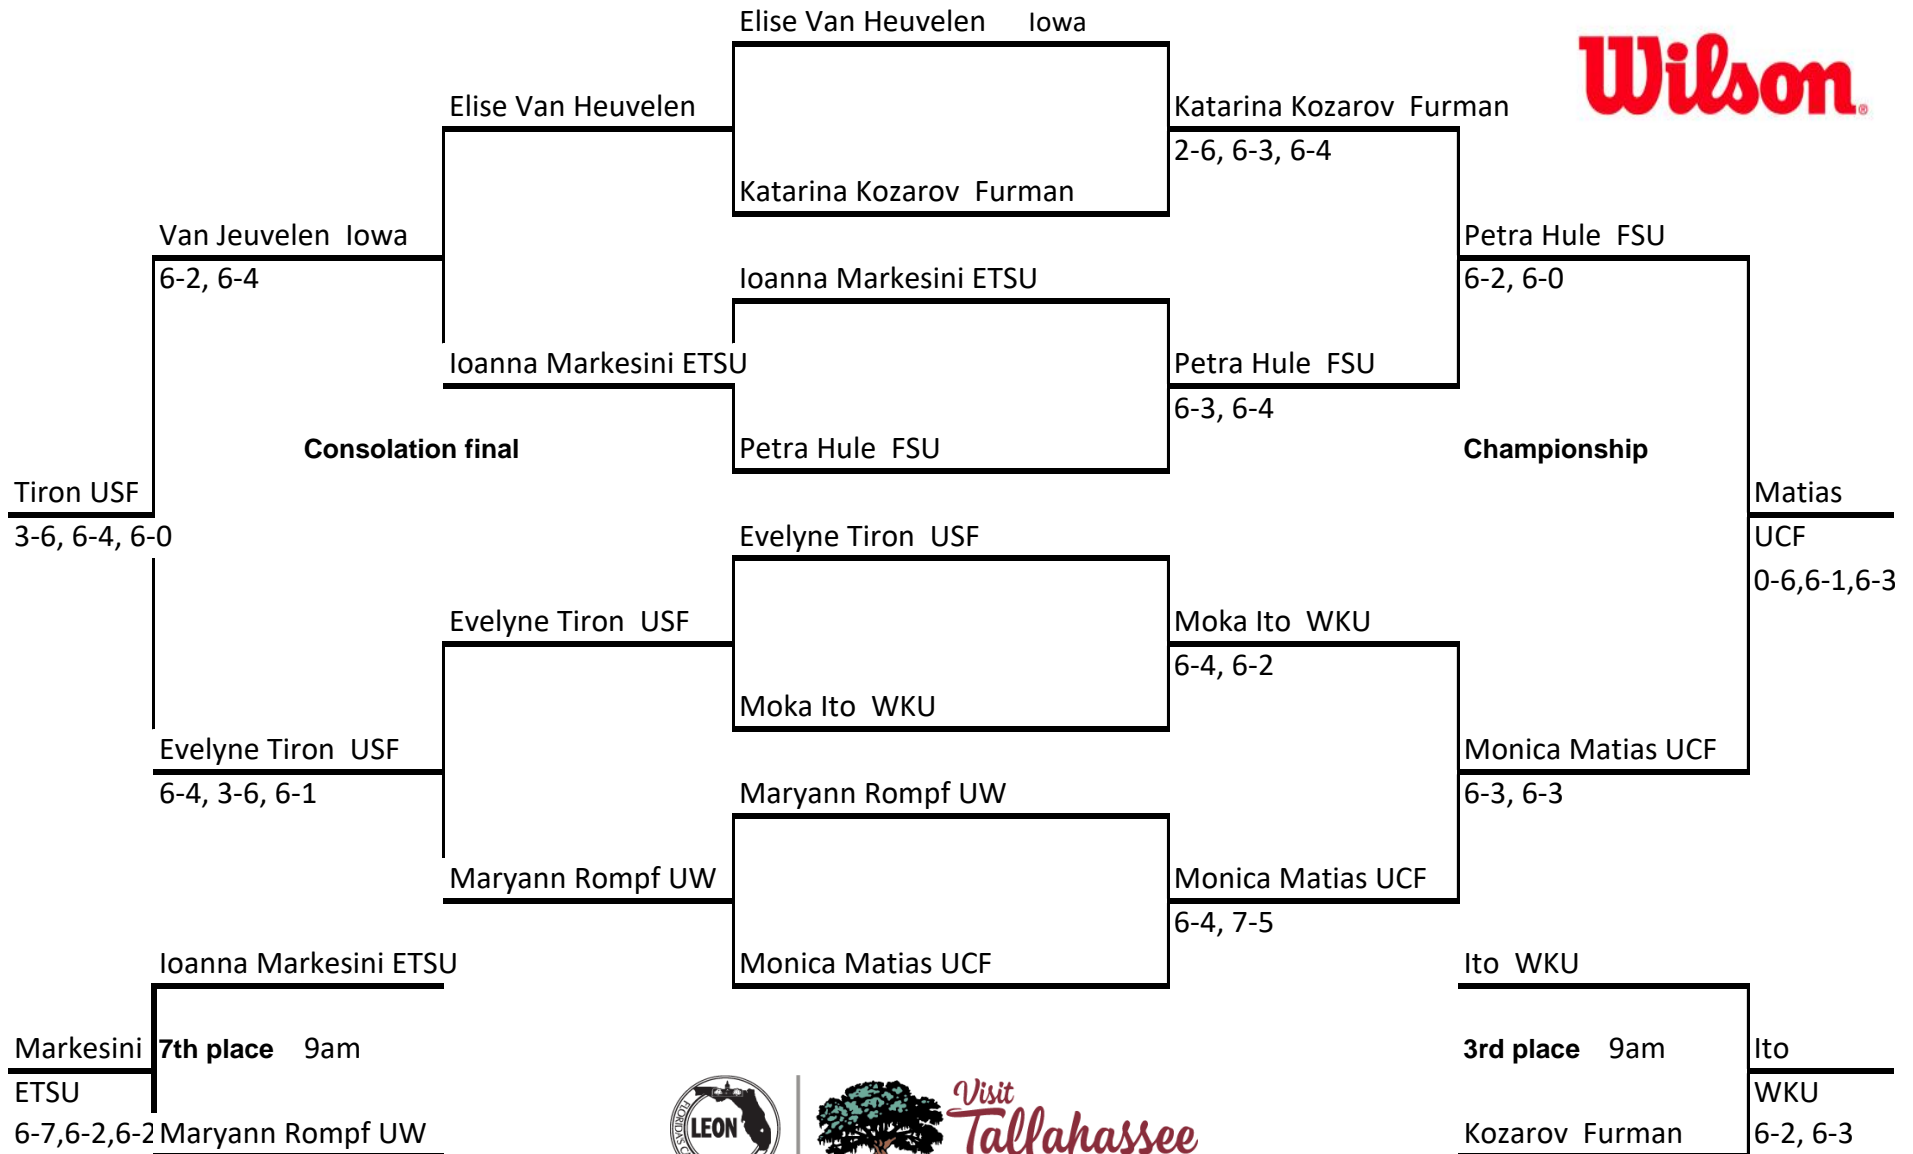 Elise Van Heuvelen Iowa
Wilson
Elise Van Heuvelen
Katarina Kozarov Furman
2-6, 6-3, 6-4
Katarina Kozarov Furman
Van Jeuvelen Iowa
6-2, 6-4
Petra Hule FSU
6-2, 6-0
Ioanna Markesini ETSU
Ioanna Markesini ETSU
Petra Hule FSU
6-3, 6-4
Consolation final
Petra Hule FSU
Championship
Tiron USF
3-6, 6-4, 6-0
Matias
UCF
0-6,6-1,6-3
Evelyne Tiron USF
Evelyne Tiron USF
Moka Ito WKU
6-4, 6-2
Moka Ito WKU
Evelyne Tiron USF
6-4, 3-6, 6-1
Monica Matias UCF
6-3, 6-3
Maryann Rompf UW
Maryann Rompf UW
Monica Matias UCF
6-4, 7-5
Ioanna Markesini ETSU
Monica Matias UCF
Ito WKU
Markesini
ETSU
6-7,6-2,6-2
7th place 9am
3rd place 9am
Ito
WKU
6-2, 6-3
Maryann Rompf UW
LEON
Visit
Tallahassee
Kozarov Furman